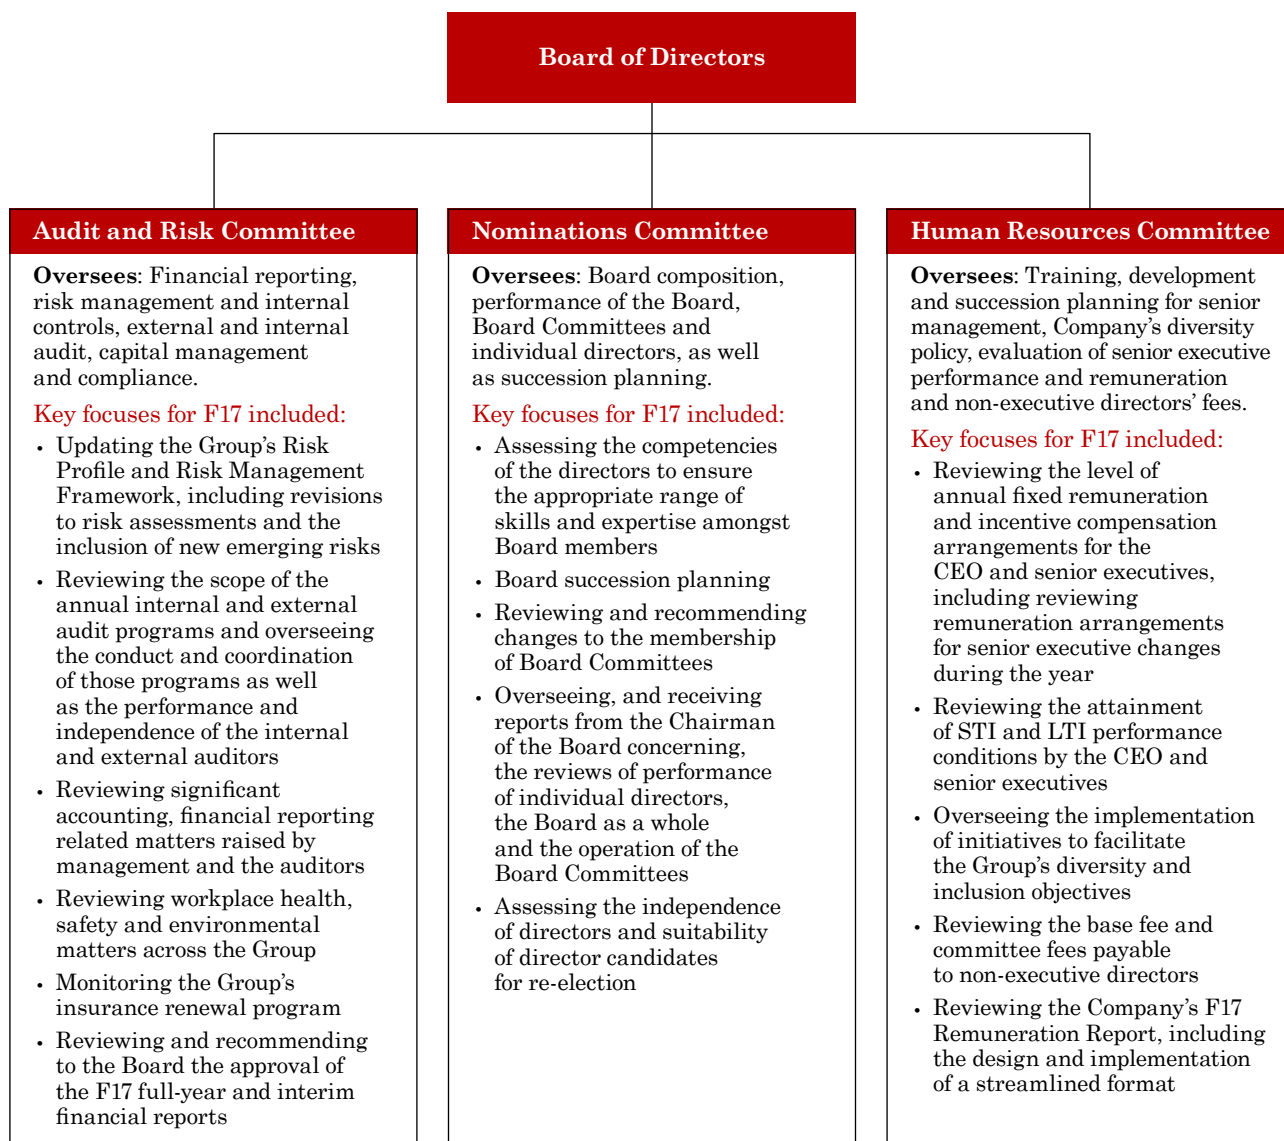 Board of Directors
Audit and Risk Committee
Oversees: Financial reporting,
risk management and internal
controls, external and internal
audit, capital management
and compliance.
Key focuses for F17 included:
• Updating the Group’s Risk
Profile and Risk Management
Framework, including revisions
to risk assessments and the
inclusion of new emerging risks
• Reviewing the scope of the
annual internal and external
audit programs and overseeing
the conduct and coordination
of those programs as well
as the performance and
independence of the internal
and external auditors
• Reviewing significant
accounting, financial reporting
related matters raised by
management and the auditors
• Reviewing workplace health,
safety and environmental
matters across the Group
• Monitoring the Group’s
insurance renewal program
• Reviewing and recommending
to the Board the approval of
the F17 full-year and interim
financial reports
Nominations Committee
Oversees: Board composition,
performance of the Board,
Board Committees and
individual directors, as well
as succession planning.
Key focuses for F17 included:
• Assessing the competencies
of the directors to ensure
the appropriate range of
skills and expertise amongst
Board members
• Board succession planning
• Reviewing and recommending
changes to the membership
of Board Committees
• Overseeing, and receiving
reports from the Chairman
of the Board concerning,
the reviews of performance
of individual directors,
the Board as a whole
and the operation of the
Board Committees
• Assessing the independence
of directors and suitability
of director candidates
for re-election
Human Resources Committee
Oversees: Training, development
and succession planning for senior
management, Company’s diversity
policy, evaluation of senior executive
performance and remuneration
and non-executive directors’ fees.
Key focuses for F17 included:
• Reviewing the level of
annual fixed remuneration
and incentive compensation
arrangements for the
CEO and senior executives,
including reviewing
remuneration arrangements
for senior executive changes
during the year
• Reviewing the attainment
of STI and LTI performance
conditions by the CEO and
senior executives
• Overseeing the implementation
of initiatives to facilitate
the Group’s diversity and
inclusion objectives
• Reviewing the base fee and
committee fees payable
to non-executive directors
• Reviewing the Company’s F17
Remuneration Report, including
the design and implementation
of a streamlined format